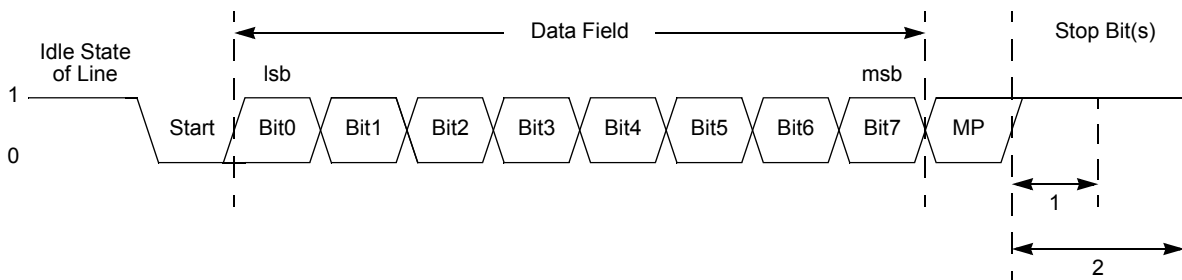 Data Field
Stop Bit(s)
Idle State
of Line
lsb
msb
1
Start
Bit0
Bit1
Bit2
Bit3
Bit4
Bit5
Bit6
Bit7
MP
0
1
2